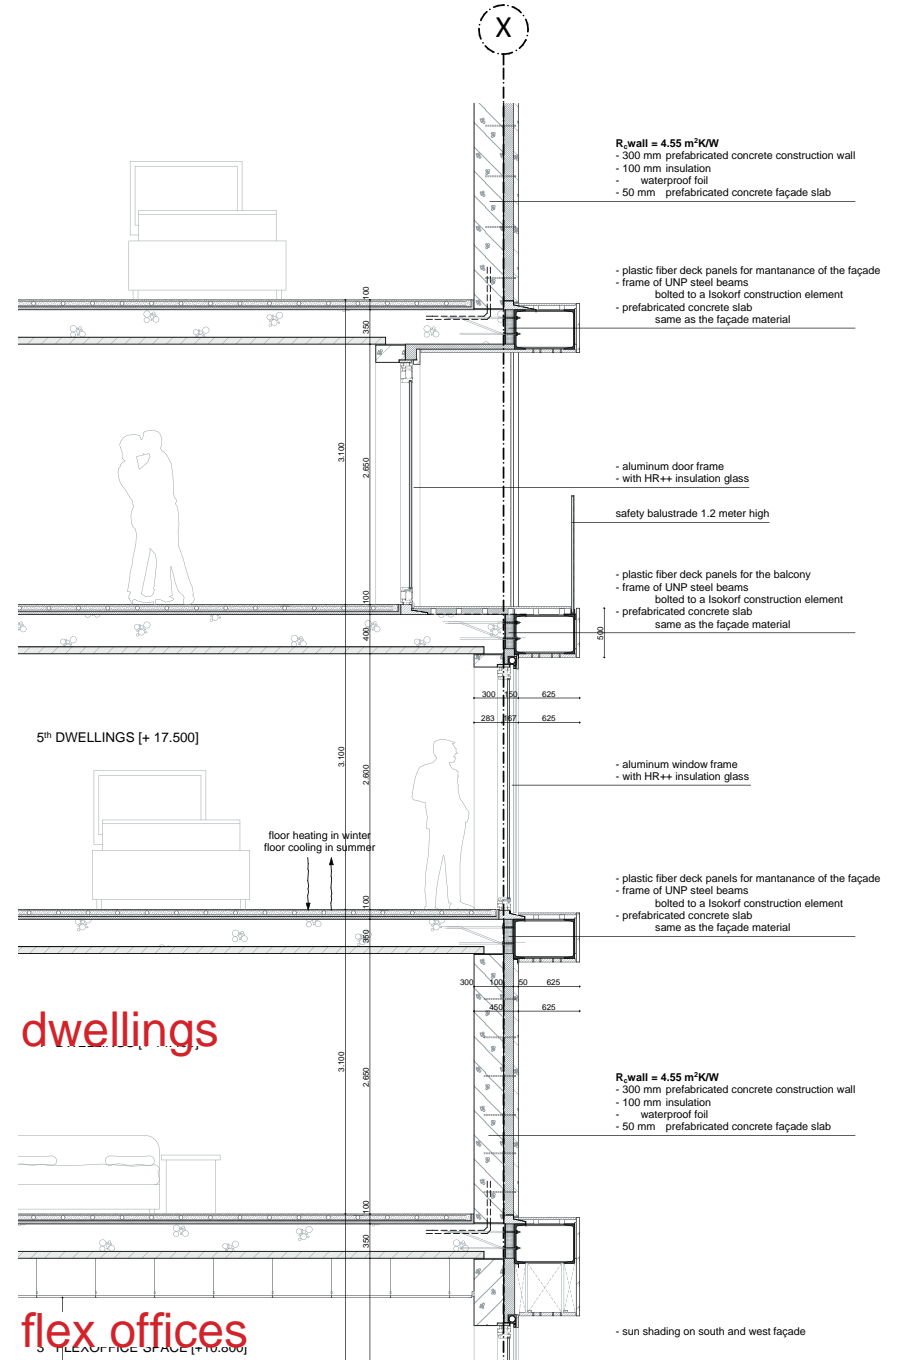 X
R_cwall = 4.55 m²K/W
- 300 mm prefabricated concrete construction wall
- 100 mm insulation
- waterproof foil
- 50 mm prefabricated concrete façade slab
- plastic fiber deck panels for mantanance of the façade
- frame of UNP steel beams
bolted to a Isokorf construction element
- prefabricated concrete slab
same as the façade material
100
350
3.100
2.650
- aluminum door frame
- with HR++ insulation glass
safety balustrade 1.2 meter high
- plastic fiber deck panels for the balcony
- frame of UNP steel beams
bolted to a Isokorf construction element
- prefabricated concrete slab
same as the façade material
100
400
500
300 150 625
283 167 625
5th DWELLINGS [+ 17.500]
3.100
2.600
- aluminum window frame
- with HR++ insulation glass
floor heating in winter
floor cooling in summer
- plastic fiber deck panels for mantanance of the façade
- frame of UNP steel beams
bolted to a Isokorf construction element
- prefabricated concrete slab
same as the façade material
100
350
300 100 50 625
450 625
dwellings
3.100
2.650
R_cwall = 4.55 m²K/W
- 300 mm prefabricated concrete construction wall
- 100 mm insulation
- waterproof foil
- 50 mm prefabricated concrete façade slab
100
350
flex offices
FLEXOFFICE SPACE [+10.800]
- sun shading on south and west façade